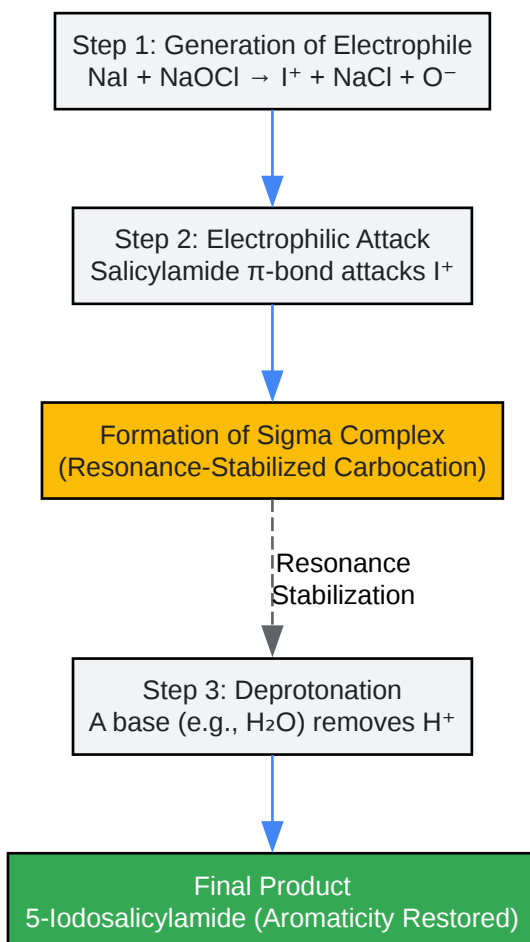 Step 1: Generation of Electrophile
NaI + NaOCl → I⁺ + NaCl + O⁻
Step 2: Electrophilic Attack
Salicylamide π-bond attacks I⁺
Formation of Sigma Complex
(Resonance-Stabilized Carbocation)
Resonance
Stabilization
Step 3: Deprotonation
A base (e.g., H₂O) removes H⁺
Final Product
5-Iodosalicylamide (Aromaticity Restored)